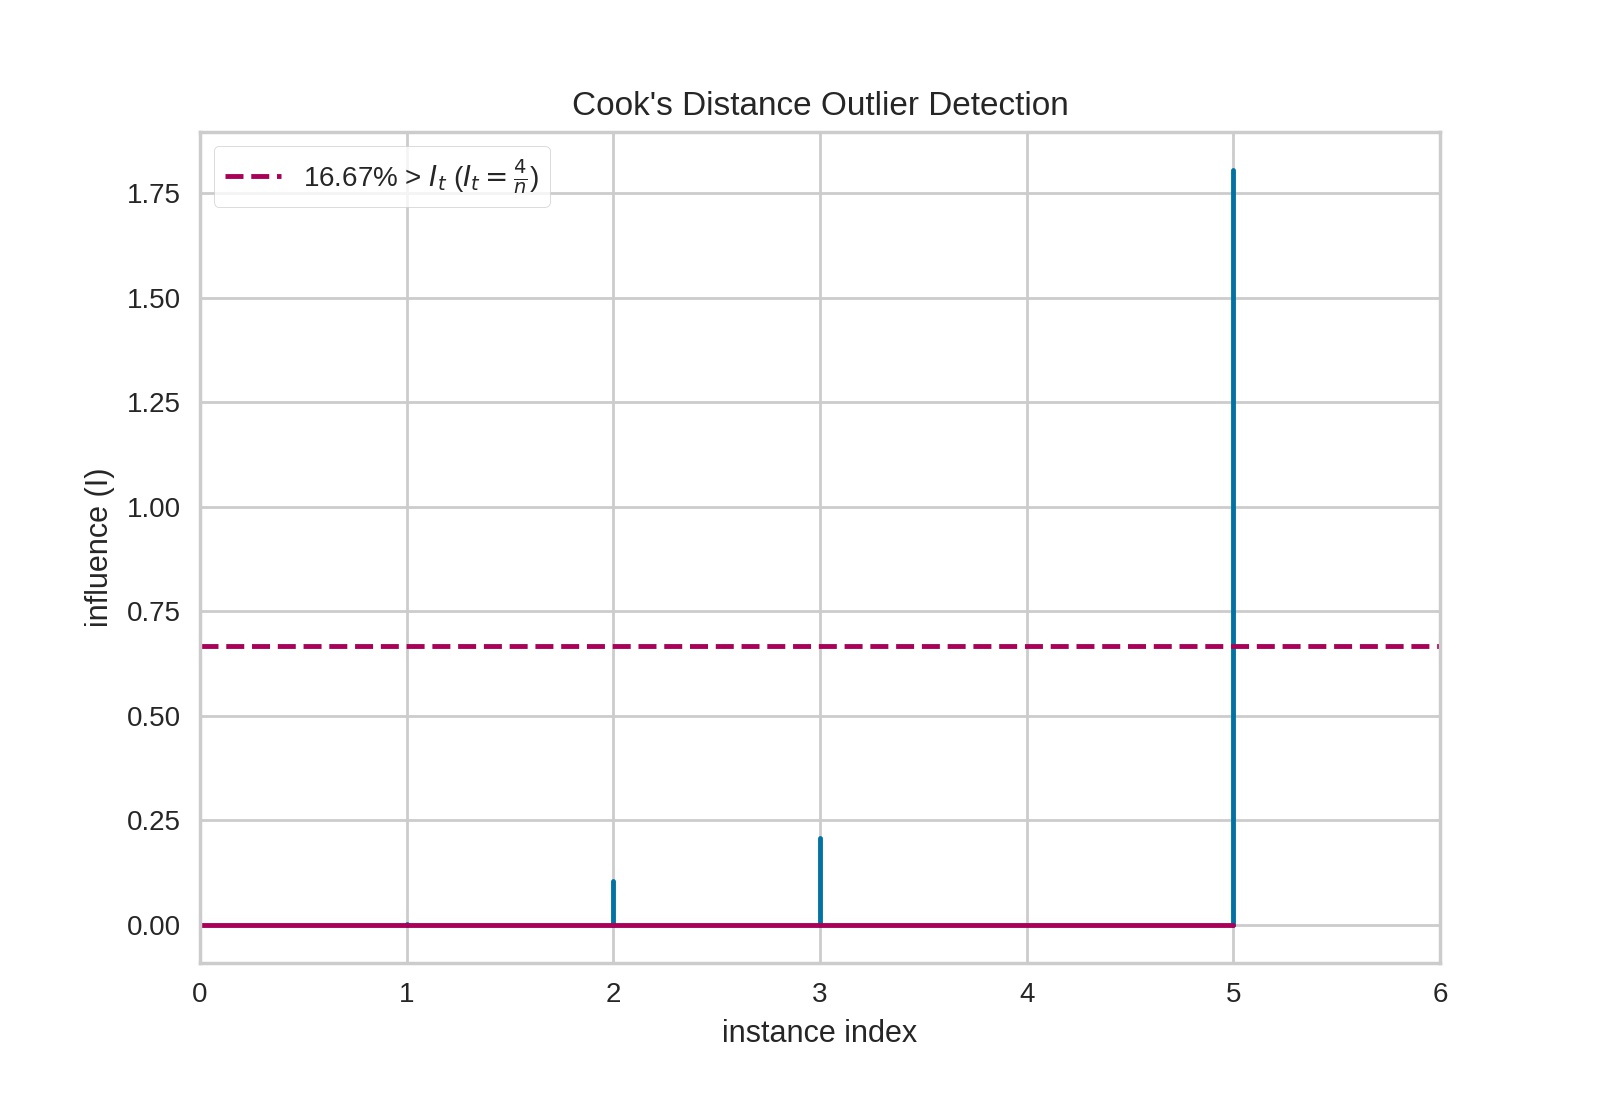 Cook's Distance Outlier Detection
16.67% > I_t (I_t = 4/n)
1.75
1.50
1.25
1.00
0.75
0.50
0.25
0.00
influence (I)
0 1 2 3 4 5 6
instance index